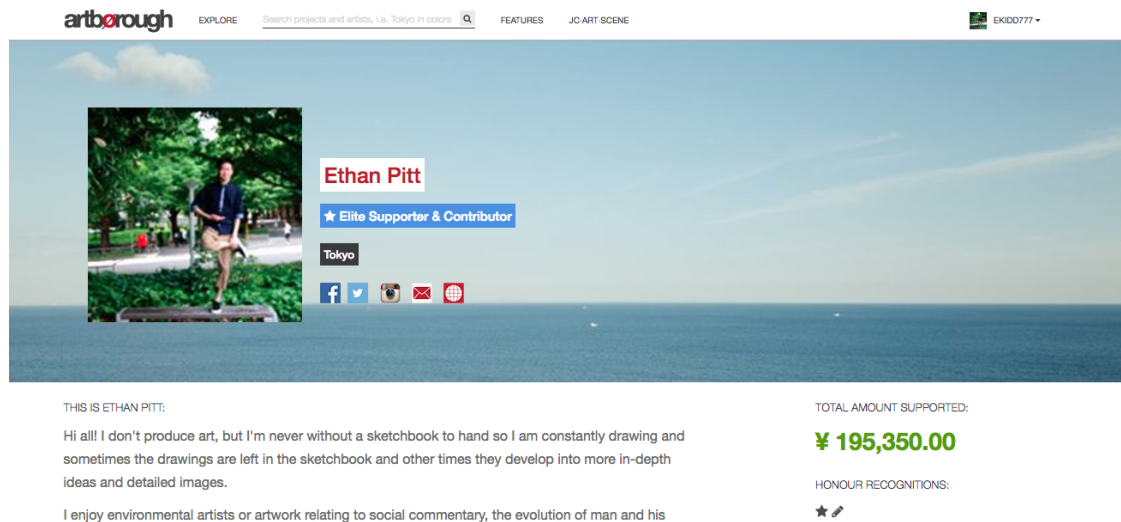 artbørough
EXPLORE
Search projects and artists, i.e. Tokyo in colors
FEATURES
JC-ART-SCENE
EKIDD777
Ethan Pitt
Elite Supporter & Contributor
Tokyo
THIS IS ETHAN PITT:
Hi all! I don't produce art, but I'm never without a sketchbook to hand so I am constantly drawing and
sometimes the drawings are left in the sketchbook and other times they develop into more in-depth
ideas and detailed images.
I enjoy environmental artists or artwork relating to social commentary, the evolution of man and his
TOTAL AMOUNT SUPPORTED:
¥ 195,350.00
HONOUR RECOGNITIONS: